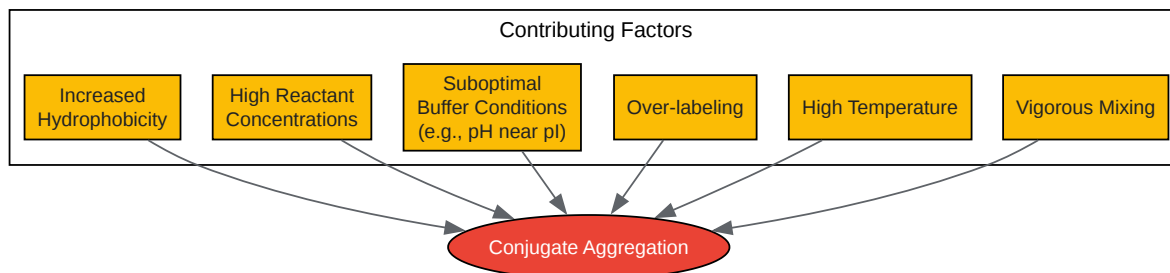 Contributing Factors
Increased
Hydrophobicity
High Reactant
Concentrations
Suboptimal
Buffer Conditions
(e.g., pH near pI)
Over-labeling
High Temperature
Vigorous Mixing
Conjugate Aggregation